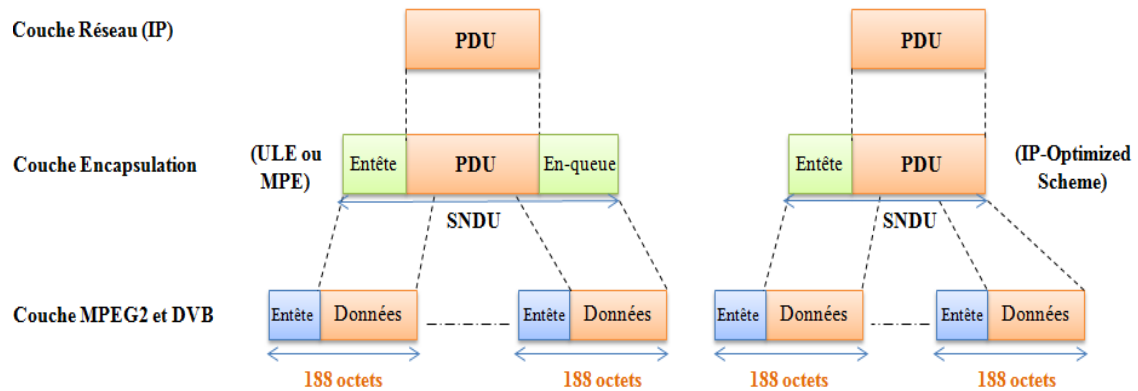 Couche Réseau (IP)
PDU
PDU
Couche Encapsulation
(ULE ou
MPE)
Entête
PDU
En-queue
Entête
PDU
(IP-Optimized
Scheme)
SNDU
SNDU
Couche MPEG2 et DVB
Entête
Données
Entête
Données
Entête
Données
Entête
Données
188 octets
188 octets
188 octets
188 octets